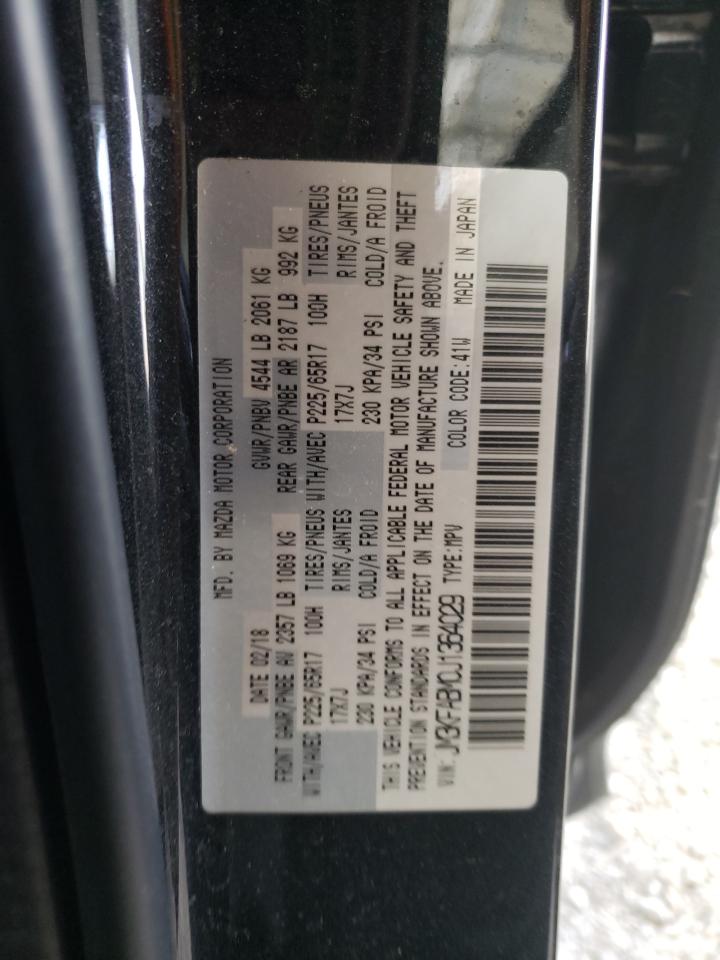 MFD. BY MAZDA MOTOR CORPORATION
DATE 02/18 GVWR/PNBV 4544 LB 2061 KG
FRONT GAWR/PNBE AV 2357 LB 1069 KG REAR GAWR/PNBE AR 2187 LB 992 KG
WITH/AVEC P225/65R17 100H TIRES/PNEUS WITH/AVEC P225/65R17 100H TIRES/PNEUS
17X7J RIMS/JANTES 17X7J RIMS/JANTES
230 KPA/34 PSI COLD/A FROID 230 KPA/34 PSI COLD/A FROID
THIS VEHICLE CONFORMS TO ALL APPLICABLE FEDERAL MOTOR VEHICLE SAFETY AND THEFT
PREVENTION STANDARDS IN EFFECT ON THE DATE OF MANUFACTURE SHOWN ABOVE.
VIN: JM3KFABM0J1364029 TYPE:MPV COLOR CODE:41W MADE IN JAPAN